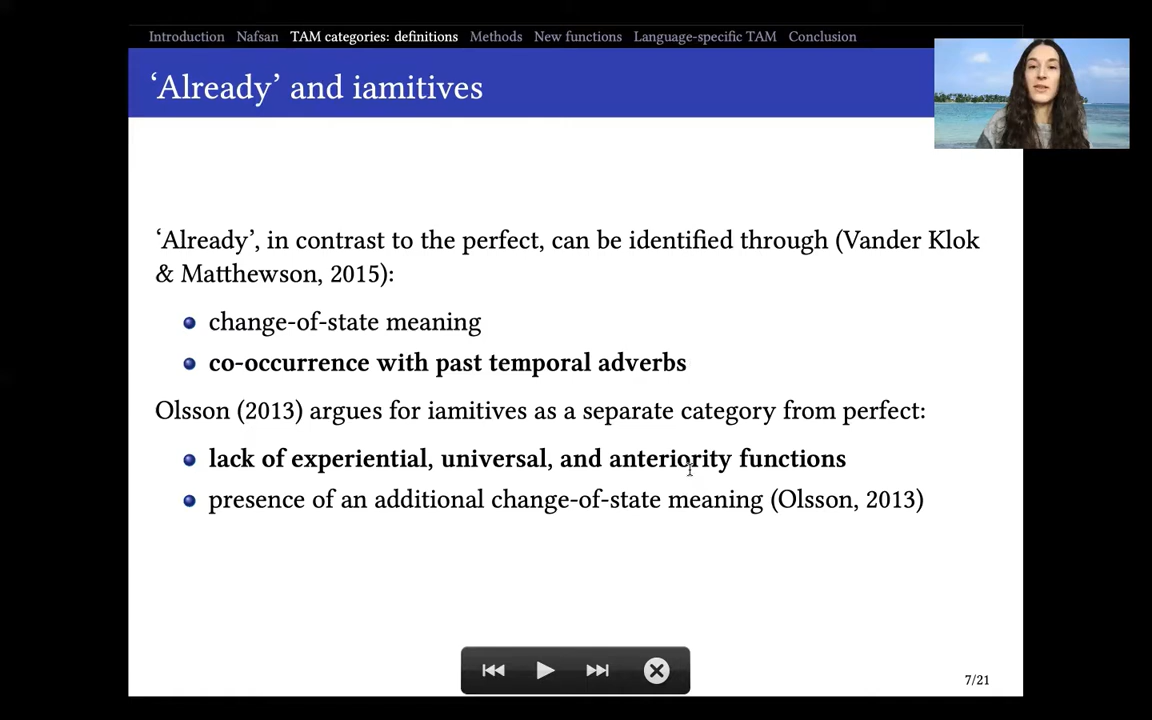 Introduction Nafsan TAM categories: definitions Methods New functions Language-specific TAM Conclusion
‘Already’ and iamitives
‘Already’, in contrast to the perfect, can be identified through (Vander Klok
& Matthewson, 2015):
change-of-state meaning
co-occurrence with past temporal adverbs
Olsson (2013) argues for iamitives as a separate category from perfect:
lack of experiential, universal, and anteriority functions
presence of an additional change-of-state meaning (Olsson, 2013)
7/21